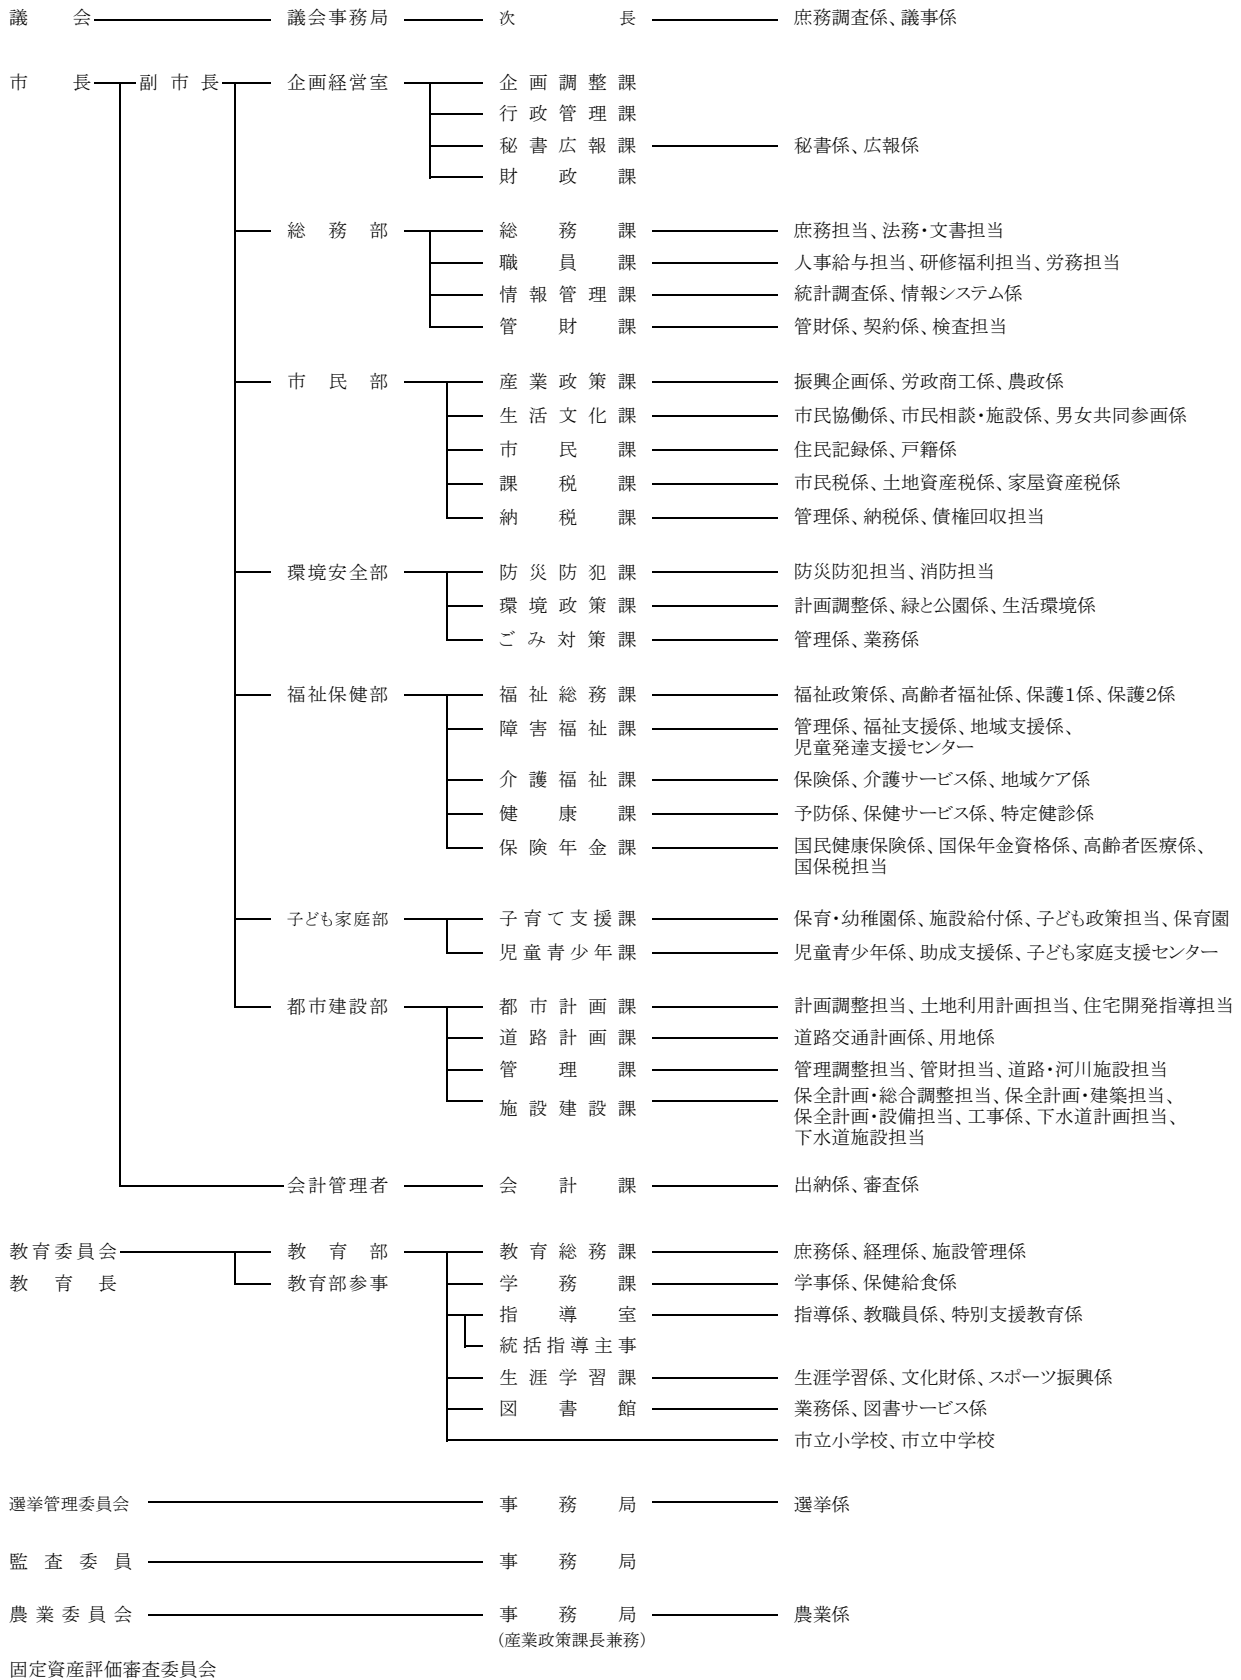 議会 議会事務局 次長 庶務調査係、議事係
市長 副市長 企画経営室 企画調整課
行政管理課
秘書広報課 秘書係、広報係
財政課
総務部 総務課 庶務担当、法務・文書担当
職員課 人事給与担当、研修福利担当、労務担当
情報管理課 統計調査係、情報システム係
管財課 管財係、契約係、検査担当
市民部 産業政策課 振興企画係、労政商工係、農政係
生活文化課 市民協働係、市民相談・施設係、男女共同参画係
市民課 住民記録係、戸籍係
課税課 市民税係、土地資産税係、家屋資産税係
納税課 管理係、納税係、債権回収担当
環境安全部 防災防犯課 防災防犯担当、消防担当
環境政策課 計画調整係、緑と公園係、生活環境係
ごみ対策課 管理係、業務係
福祉保健部 福祉総務課 福祉政策係、高齢者福祉係、保護1係、保護2係
障害福祉課 管理係、福祉支援係、地域支援係、
児童発達支援センター
介護福祉課 保険係、介護サービス係、地域ケア係
健康課 予防係、保健サービス係、特定健診係
保険年金課 国民健康保険係、国保年金資格係、高齢者医療係、
国保税担当
子ども家庭部 子育て支援課 保育・幼稚園係、施設給付係、子ども政策担当、保育園
児童青少年課 児童青少年係、助成支援係、子ども家庭支援センター
都市建設部 都市計画課 計画調整担当、土地利用計画担当、住宅開発指導担当
道路計画課 道路交通計画係、用地係
管理課 管理調整担当、管財担当、道路・河川施設担当
施設建設課 保全計画・総合調整担当、保全計画・建築担当、
保全計画・設備担当、工事係、下水道計画担当、
下水道施設担当
会計管理者 会計課 出納係、審査係
教育委員会 教育部 教育総務課 庶務係、経理係、施設管理係
教育長 教育部参事 学務課 学事係、保健給食係
指導室 指導係、教職員係、特別支援教育係
統括指導主事
生涯学習課 生涯学習係、文化財係、スポーツ振興係
図書館 業務係、図書サービス係
市立小学校、市立中学校
選挙管理委員会 事務局 選挙係
監査委員 事務局
農業委員会 事務局 農業係
(産業政策課長兼務)
固定資産評価審査委員会